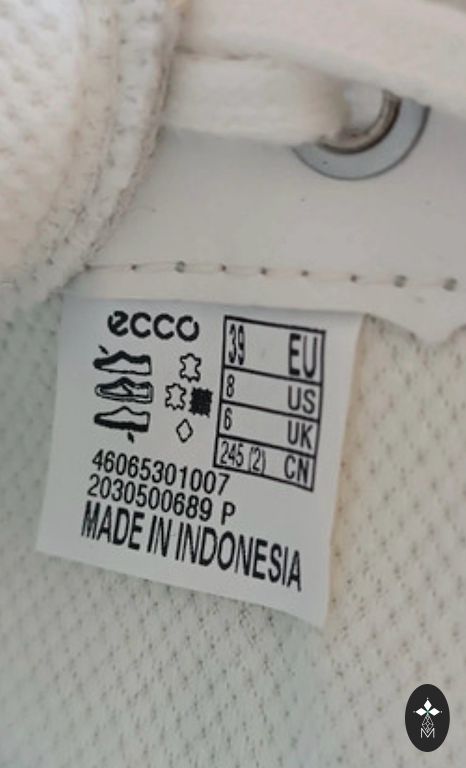 ecco
39 EU
8 US
6 UK
245 (2) CN
46065301007
2030500689 P
MADE IN INDONESIA
M